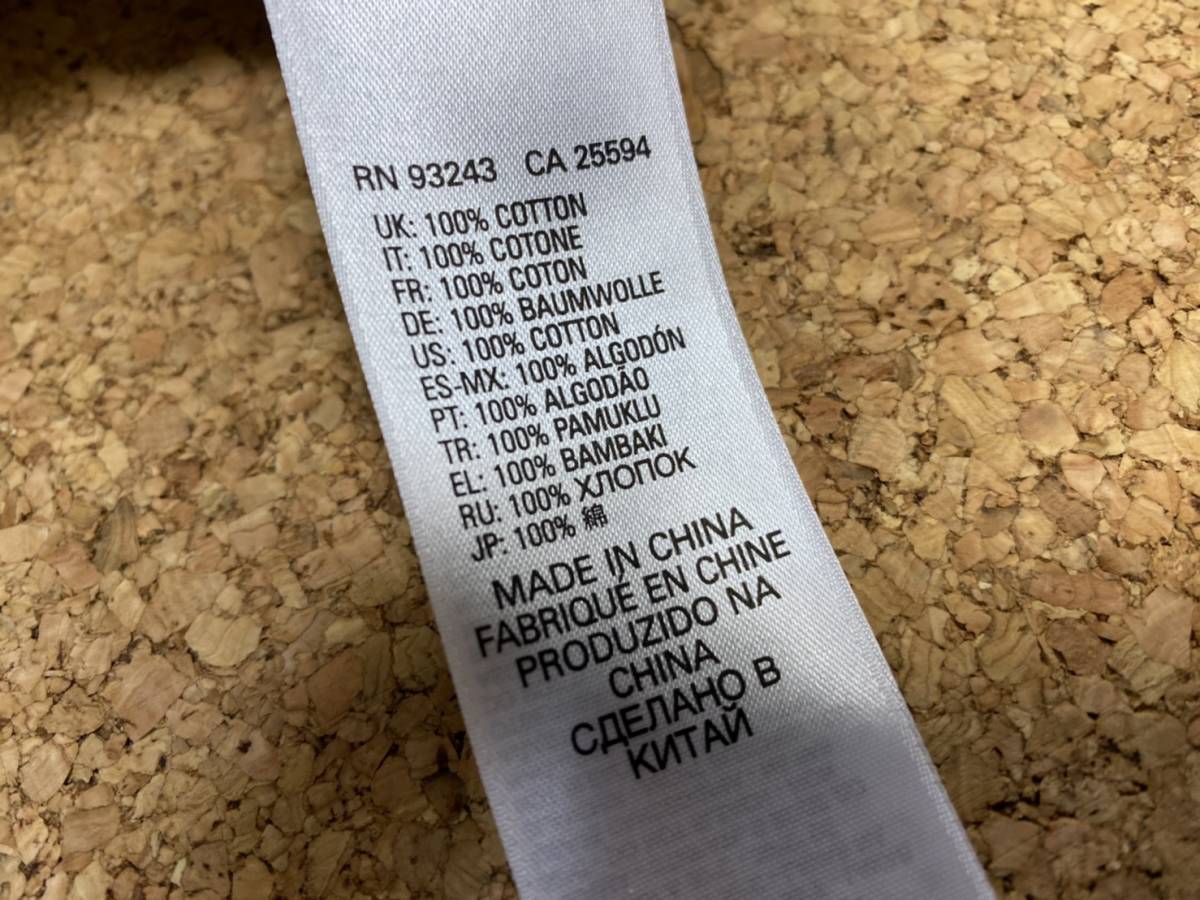 RN 93243 CA 25594
UK: 100% COTTON
IT: 100% COTONE
FR: 100% COTON
DE: 100% BAUMWOLLE
US: 100% COTTON
ES-MX: 100% ALGODÓN
PT: 100% ALGODÃO
TR: 100% PAMUKLU
EL: 100% BAMBAKI
RU: 100% ХЛОПОК
JP: 100% 綿
MADE IN CHINA
FABRIQUÉ EN CHINE
PRODUZIDO NA
CHINA
СДЕЛАНО В
КИТАЙ